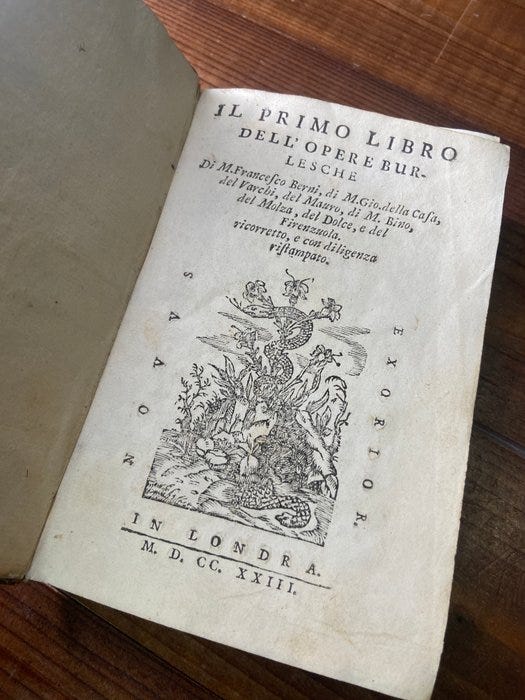 IL PRIMO LIBRO
DELL'OPERE BUR-
LESCHE
Di M. Francesco Berni, di M. Gio. della Casa,
del Varchi, del Mauro, di M. Bino,
del Molza, del Dolce, e del
Firenzuola.
ricorretto, e con diligenza
ristampato.
NOVVS
EXORIOR.
IN LONDRA.
M. D. CC. XXIII.